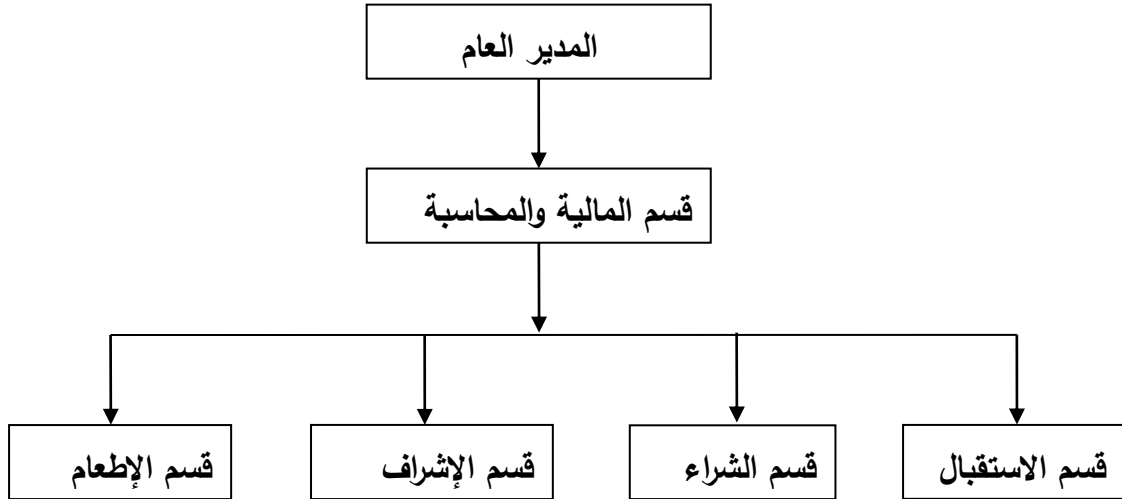 المدير العام
قسم المالية والمحاسبة
قسم الاستقبال
قسم الشراء
قسم الإشراف
قسم الإطعام